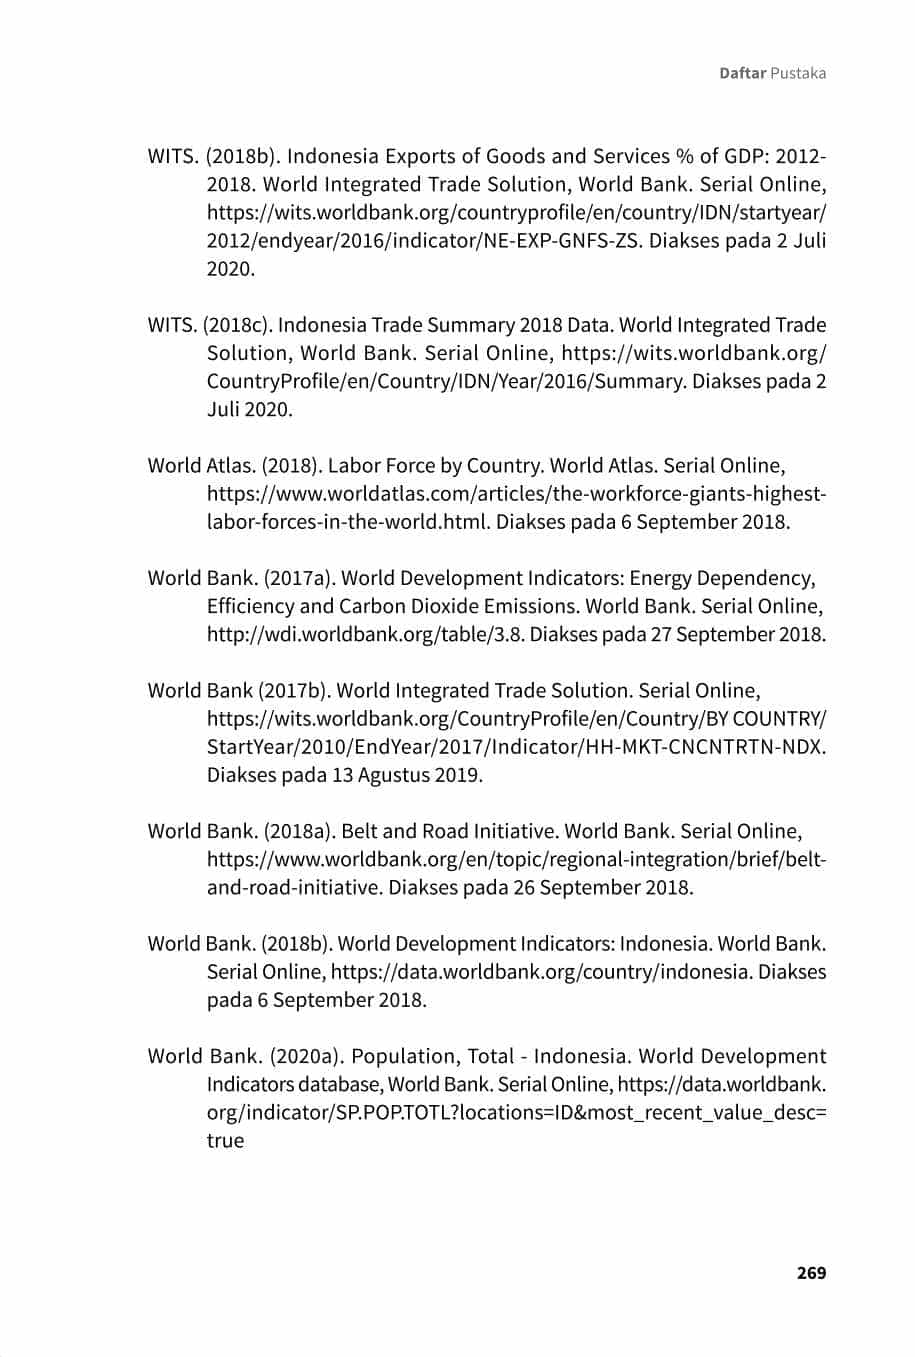 Daftar Pustaka
WITS. (2018b). Indonesia Exports of Goods and Services % of GDP: 2012-
2018. World Integrated Trade Solution, World Bank. Serial Online,
https://wits.worldbank.org/countryprofile/en/country/IDN/startyear/
2012/endyear/2016/indicator/NE-EXP-GNFS-ZS. Diakses pada 2 Juli
2020.
WITS. (2018c). Indonesia Trade Summary 2018 Data. World Integrated Trade
Solution, World Bank. Serial Online, https://wits.worldbank.org/
CountryProfile/en/Country/IDN/Year/2016/Summary. Diakses pada 2
Juli 2020.
World Atlas. (2018). Labor Force by Country. World Atlas. Serial Online,
https://www.worldatlas.com/articles/the-workforce-giants-highest-
labor-forces-in-the-world.html. Diakses pada 6 September 2018.
World Bank. (2017a). World Development Indicators: Energy Dependency,
Efficiency and Carbon Dioxide Emissions. World Bank. Serial Online,
http://wdi.worldbank.org/table/3.8. Diakses pada 27 September 2018.
World Bank (2017b). World Integrated Trade Solution. Serial Online,
https://wits.worldbank.org/CountryProfile/en/Country/BY COUNTRY/
StartYear/2010/EndYear/2017/Indicator/HH-MKT-CNCNTRTN-NDX.
Diakses pada 13 Agustus 2019.
World Bank. (2018a). Belt and Road Initiative. World Bank. Serial Online,
https://www.worldbank.org/en/topic/regional-integration/brief/belt-
and-road-initiative. Diakses pada 26 September 2018.
World Bank. (2018b). World Development Indicators: Indonesia. World Bank.
Serial Online, https://data.worldbank.org/country/indonesia. Diakses
pada 6 September 2018.
World Bank. (2020a). Population, Total - Indonesia. World Development
Indicators database, World Bank. Serial Online, https://data.worldbank.
org/indicator/SP.POP.TOTL?locations=ID&most_recent_value_desc=
true
269